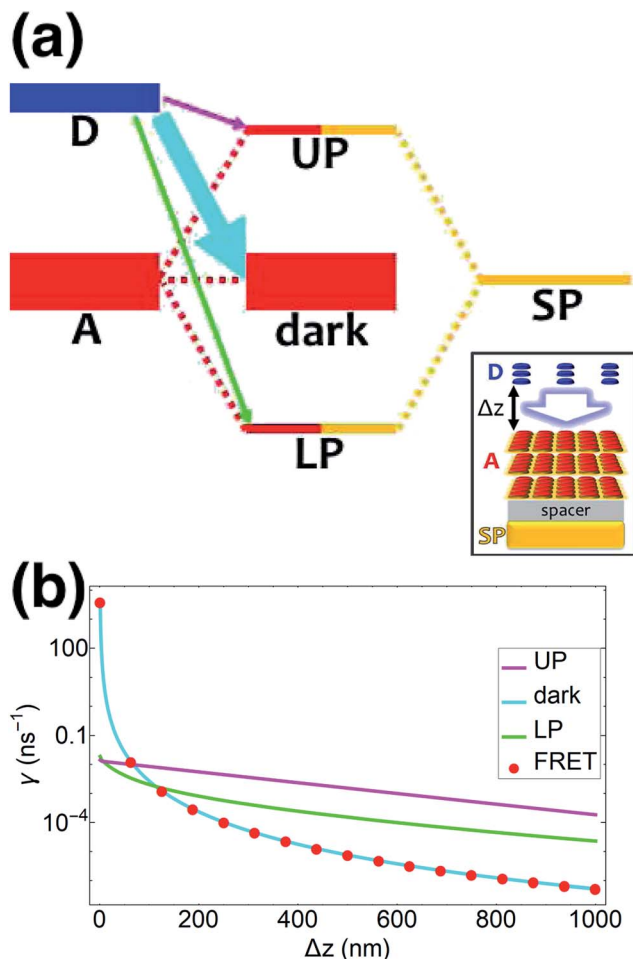 (a)
D
UP
A
dark
SP
LP
D
Δz
A
spacer
SP
(b)
γ (ns⁻¹)
100
0.1
10⁻⁴
UP
dark
LP
FRET
0 200 400 600 800 1000
Δz (nm)